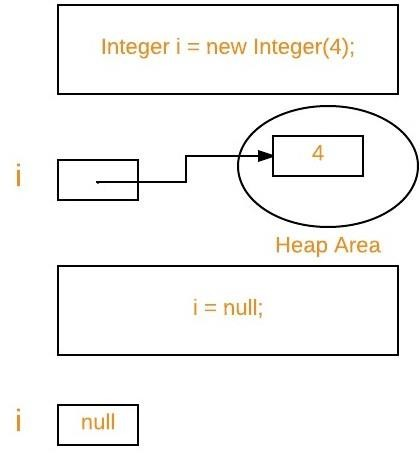 Integer i = new Integer(4);
i
4
Heap Area
i = null;
i
null